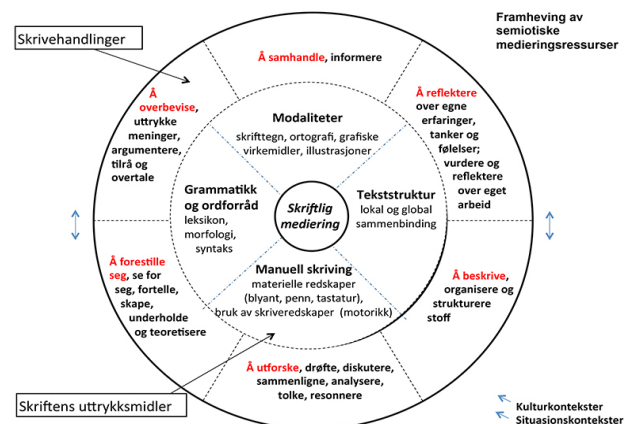 Framheving av
semiotiske
medieringsressurser
Skrivehandlinger
Å samhandle, informere
Å
overbevise,
uttrykke
meninger,
argumentere,
tilrå og
overtale
Å reflektere
over egne
erfaringer,
tanker og
følelser;
vurdere og
reflektere
over eget
arbeid
Modaliteter
skrifttegn, ortografi, grafiske
virkemidler, illustrasjoner
Grammatikk
og ordforråd
leksikon,
morfologi,
syntaks
Skriftlig
mediering
Tekststruktur
lokal og global
sammenbinding
Manuell skriving
materielle redskaper
(blyant, penn, tastatur),
bruk av skriveredskaper (motorikk)
Å forestille
seg, se for
seg, fortelle,
skape,
underholde
og teoretisere
Å beskrive,
organisere og
strukturere
stoff
Å utforske, drøfte, diskutere,
sammenligne, analysere,
tolke, resonnere
Skriftens uttrykksmidler
Kulturkontekster
Situasjonskontekster